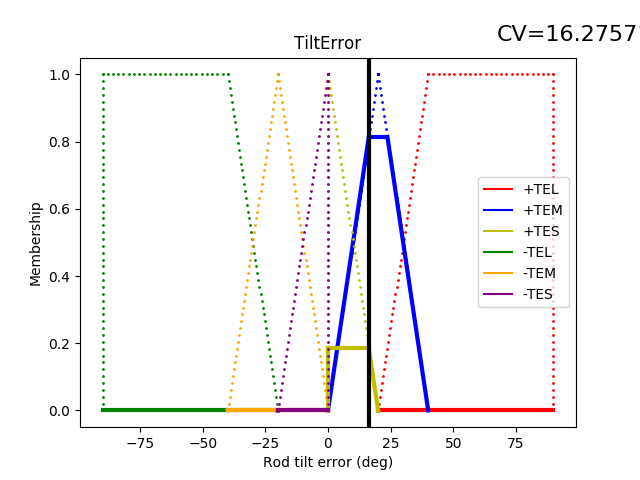 CV=16.2757
TiltError
Membership
1.0
0.8
0.6
0.4
0.2
0.0
−75
−50
−25
0
25
50
75
Rod tilt error (deg)
+TEL
+TEM
+TES
-TEL
-TEM
-TES